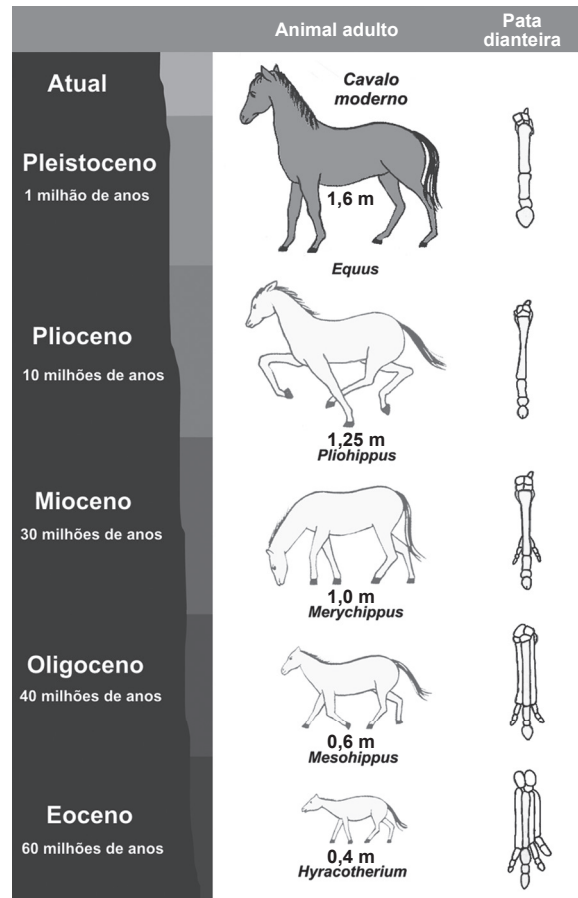 Animal adulto
Pata
dianteira
Atual
Cavalo
moderno
Pleistoceno
1 milhão de anos
1,6 m
Equus
Plioceno
10 milhões de anos
1,25 m
Pliohippus
Mioceno
30 milhões de anos
1,0 m
Merychippus
Oligoceno
40 milhões de anos
0,6 m
Mesohippus
Eoceno
60 milhões de anos
0,4 m
Hyracotherium